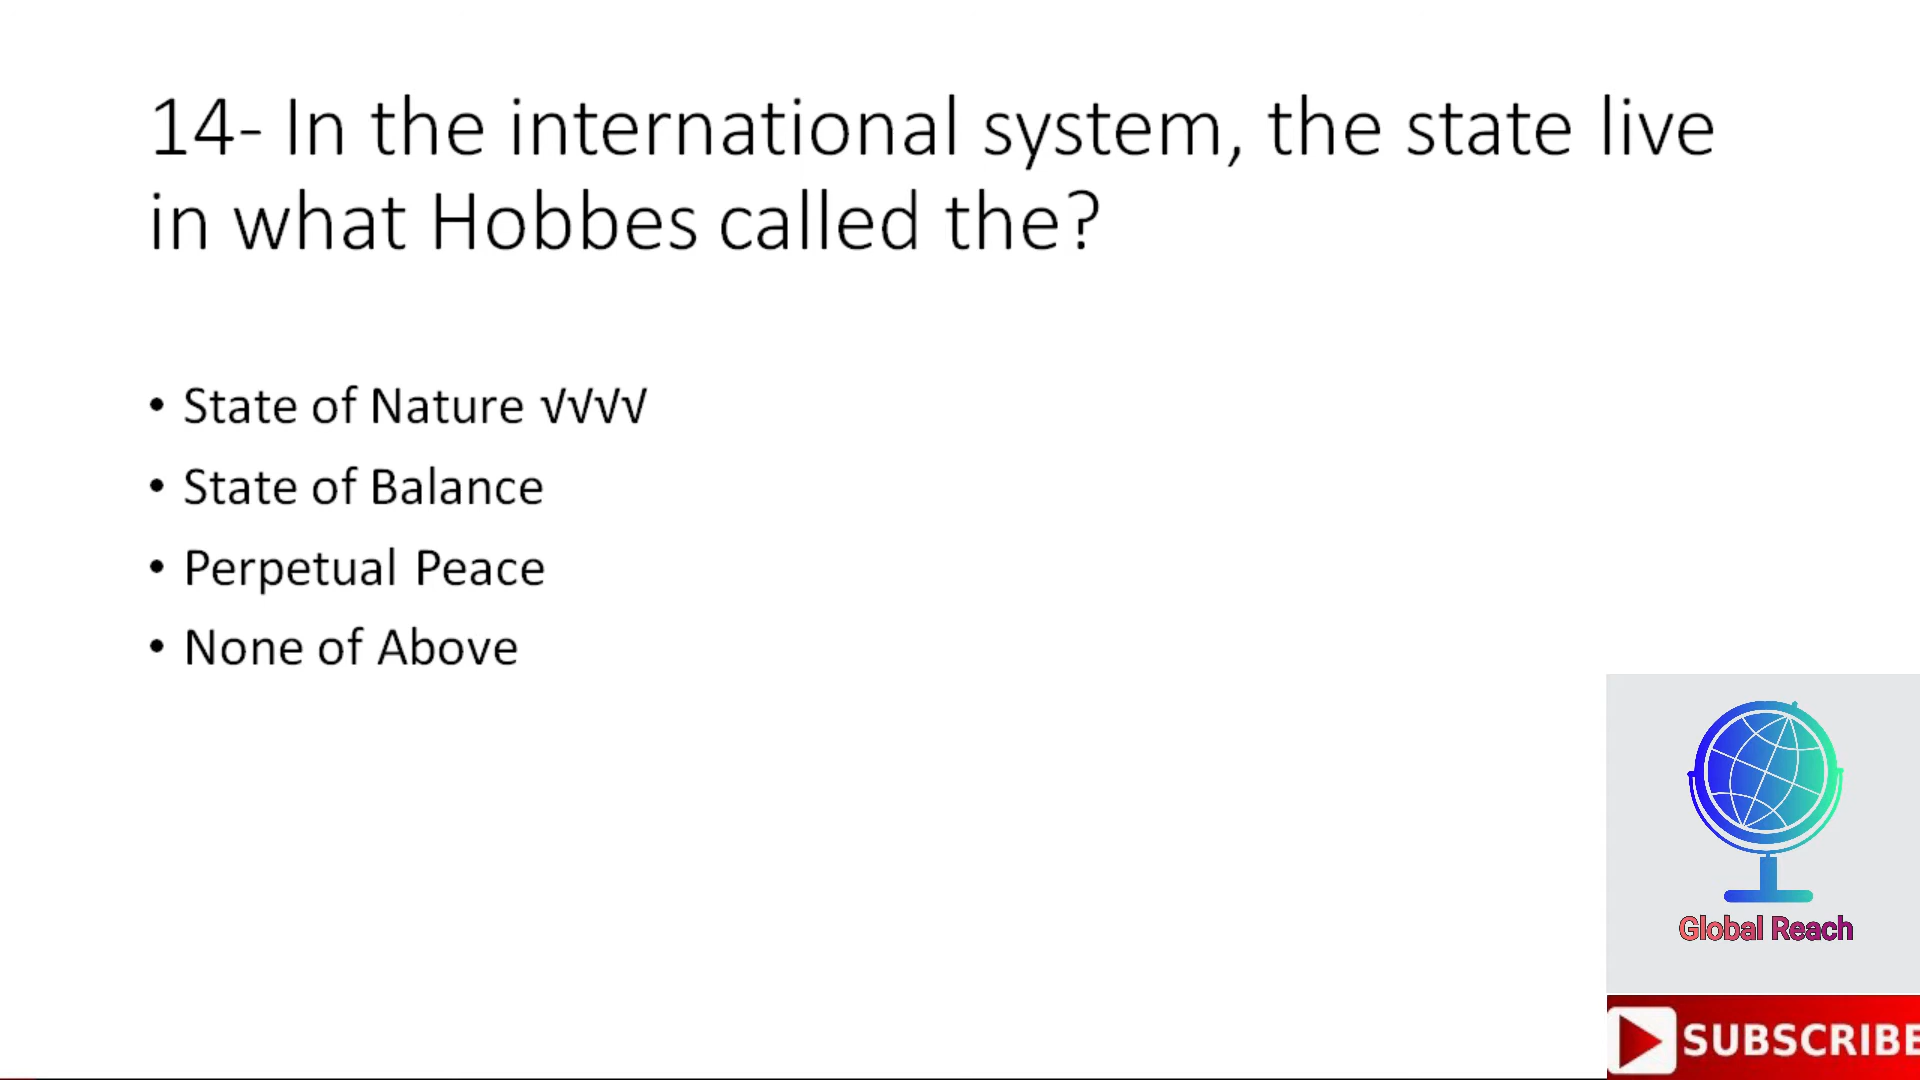 14- In the international system, the state live
in what Hobbes called the?
• State of Nature √√√√
• State of Balance
• Perpetual Peace
• None of Above
Global Reach
SUBSCRIBE